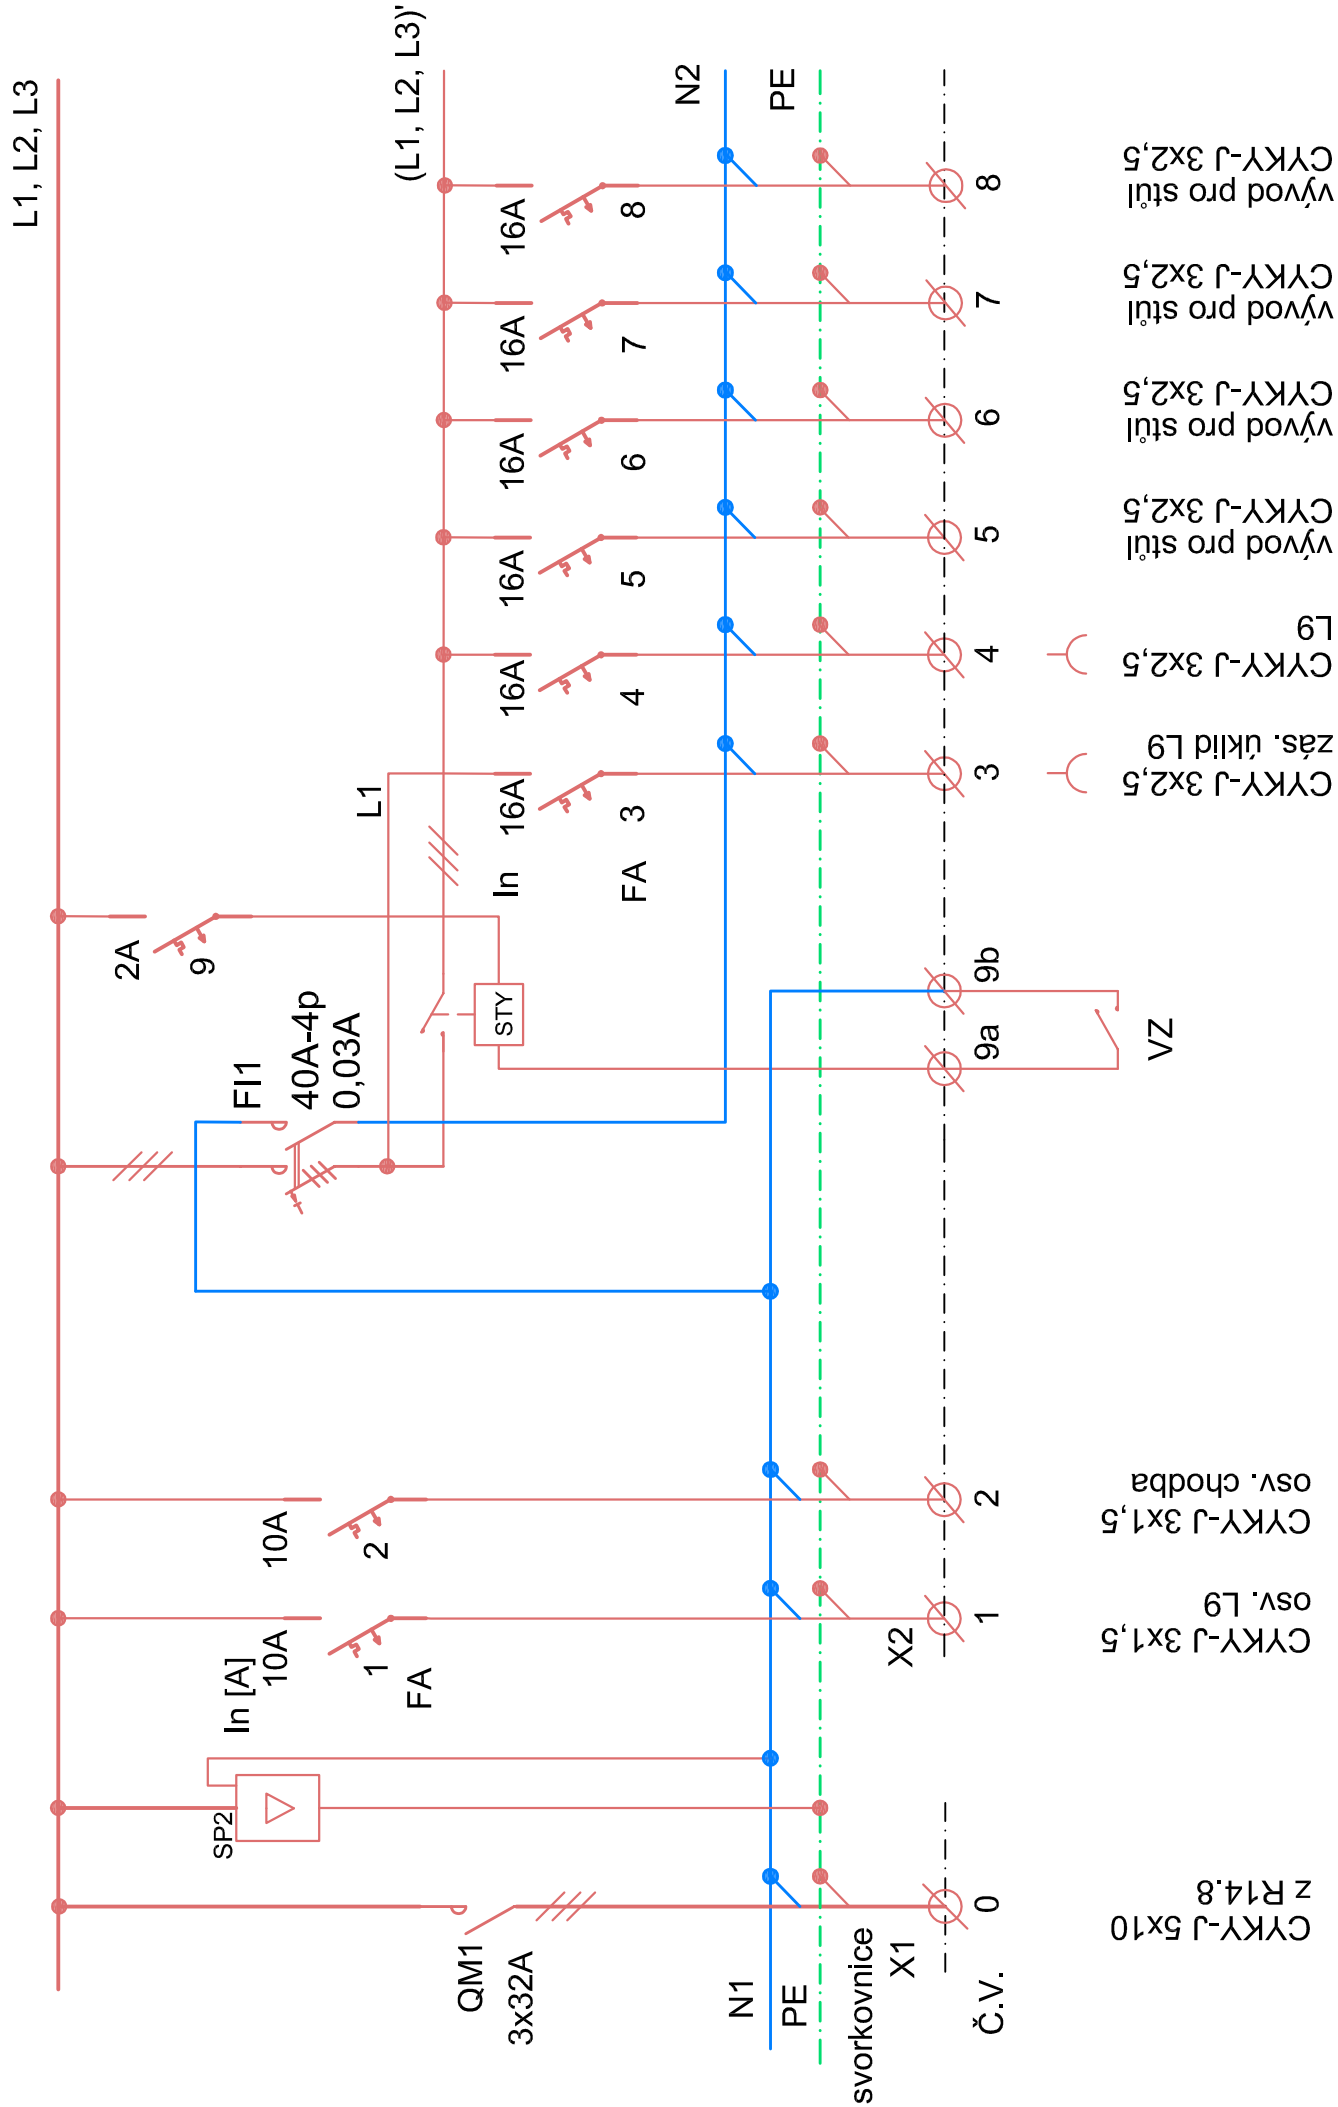 L1, L2, L3
(L1, L2, L3)'
N2
PE
L1
2A
9
FI1
40A-4p
0,03A
STY
In
16A
16A
16A
16A
16A
16A
FA
3
4
5
6
7
8
In [A]
10A
10A
1
2
FA
SP2
QM1
3x32A
N1
PE
svorkovnice
X1
X2
Č.V.
0
1
2
9a
9b
3
4
5
6
7
8
VZ
CYKY-J 5x10
z R14.8
CYKY-J 3x1,5
osv. L9
CYKY-J 3x1,5
osv. chodba
CYKY-J 3x2,5
zás. úklid L9
CYKY-J 3x2,5
L9
vývod pro stůl
CYKY-J 3x2,5
vývod pro stůl
CYKY-J 3x2,5
vývod pro stůl
CYKY-J 3x2,5
vývod pro stůl
CYKY-J 3x2,5